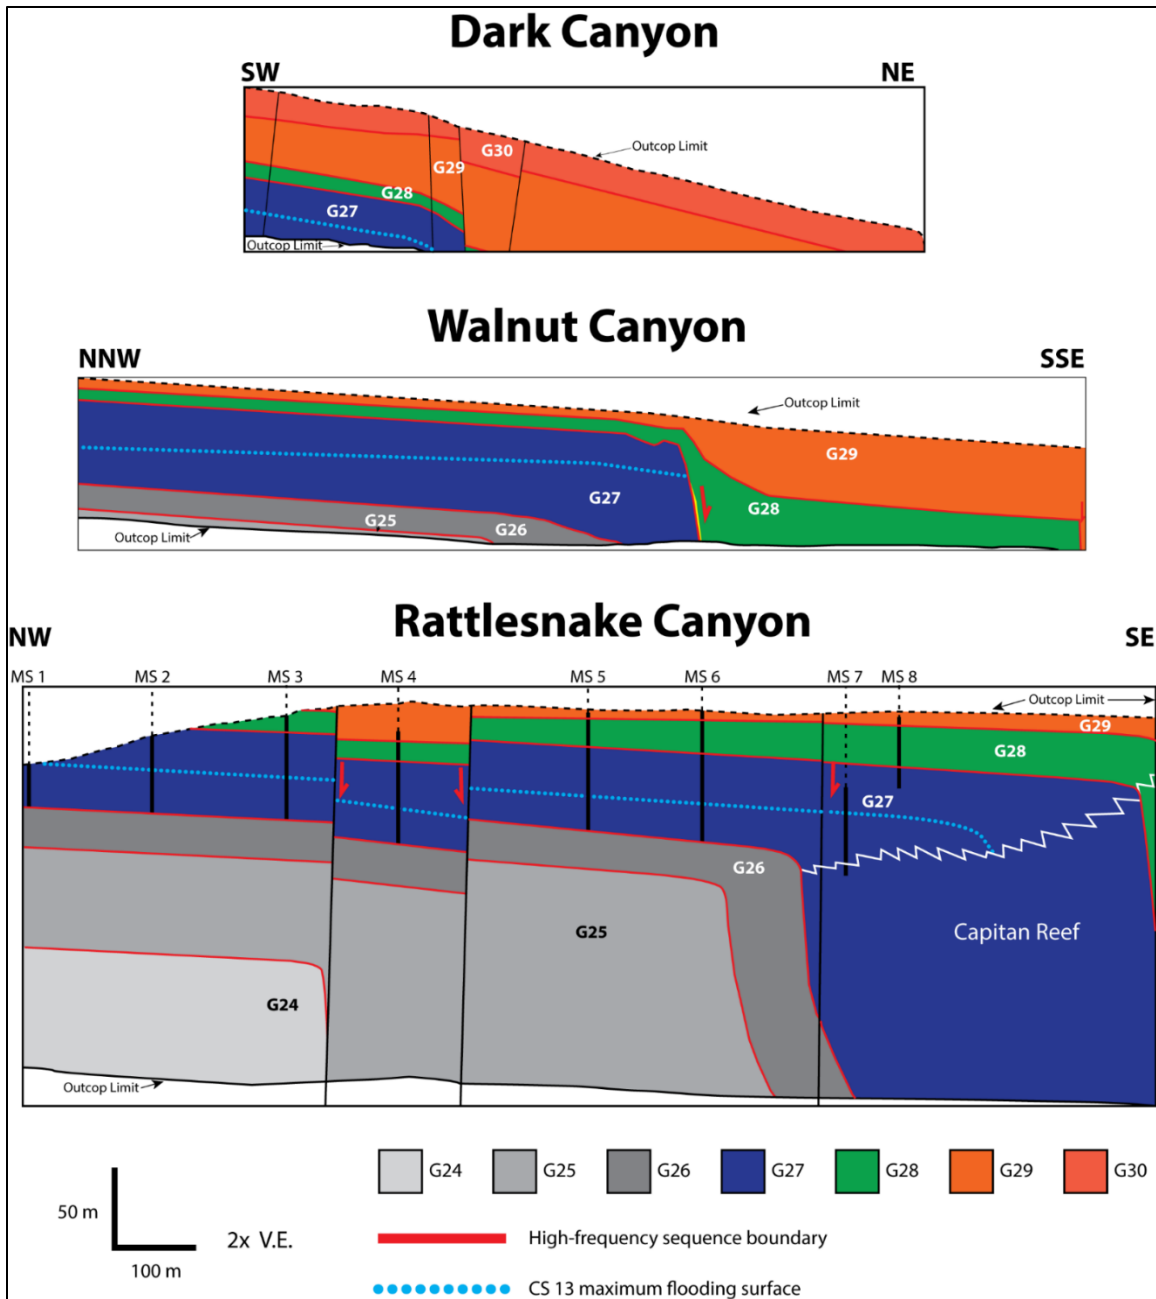 Dark Canyon
SW
NE
Outcop Limit
G30
G29
G28
G27
Outcop Limit
Walnut Canyon
NNW
SSE
Outcop Limit
G29
G27
G28
G25
G26
Outcop Limit
Rattlesnake Canyon
NW
SE
MS 1
MS 2
MS 3
MS 4
MS 5
MS 6
MS 7
MS 8
Outcop Limit
G29
G28
G27
G26
G25
Capitan Reef
G24
Outcop Limit
G24
G25
G26
G27
G28
G29
G30
50 m
2x V.E.
100 m
High-frequency sequence boundary
CS 13 maximum flooding surface